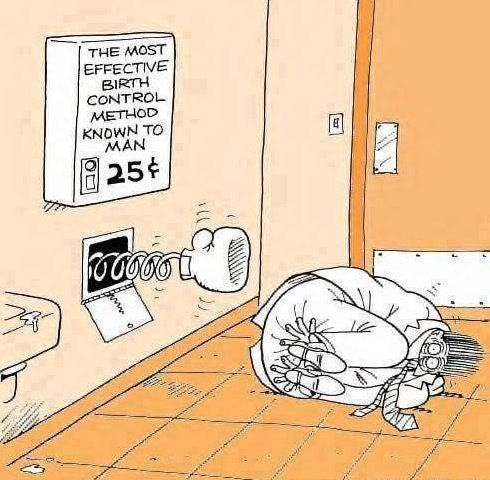 THE MOST
EFFECTIVE
BIRTH
CONTROL
METHOD
KNOWN TO
MAN
25¢